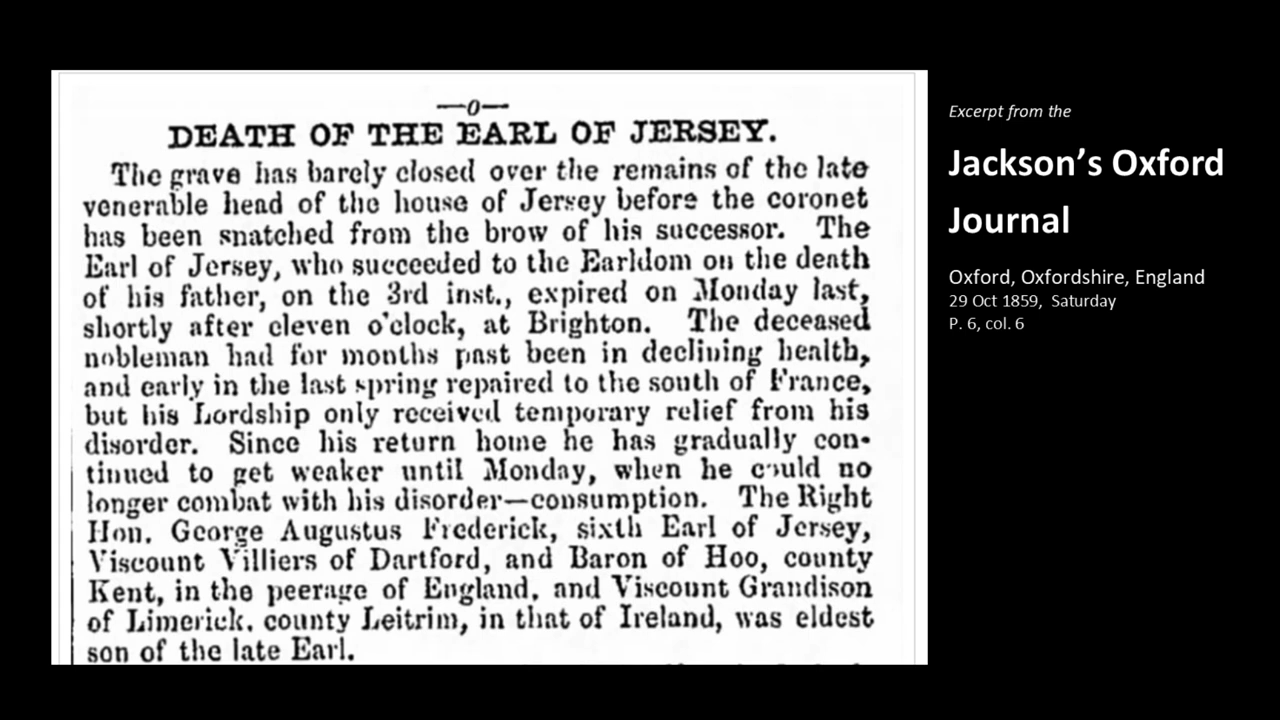 —0—
DEATH OF THE EARL OF JERSEY.
The grave has barely closed over the remains of the late
venerable head of the house of Jersey before the coronet
has been snatched from the brow of his successor. The
Earl of Jersey, who succeeded to the Earldom on the death
of his father, on the 3rd inst., expired on Monday last,
shortly after eleven o'clock, at Brighton. The deceased
nobleman had for months past been in declining health,
and early in the last spring repaired to the south of France,
but his Lordship only received temporary relief from his
disorder. Since his return home he has gradually con-
tinued to get weaker until Monday, when he could no
longer combat with his disorder—consumption. The Right
Hon. George Augustus Frederick, sixth Earl of Jersey,
Viscount Villiers of Dartford, and Baron of Hoo, county
Kent, in the peerage of England, and Viscount Grandison
of Limerick, county Leitrim, in that of Ireland, was eldest
son of the late Earl.
Excerpt from the
Jackson’s Oxford
Journal
Oxford, Oxfordshire, England
29 Oct 1859, Saturday
P. 6, col. 6